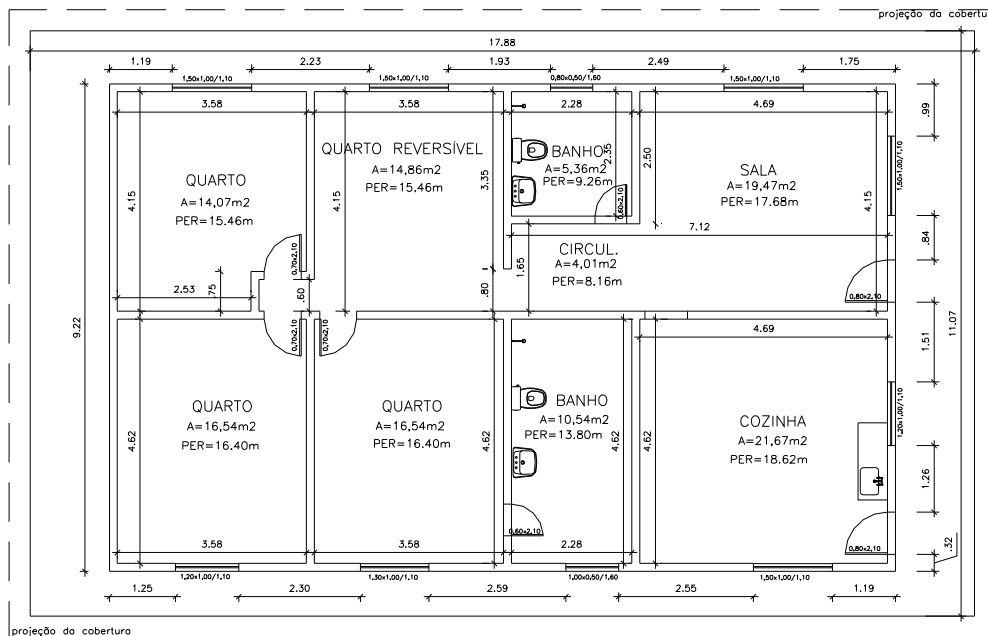 projeção da cobertu
17.88
1.19
2.23
1.93
2.49
1.75
1,50x1,00/1,10
1,50x1,00/1,10
0,80x0,50/1,60
1,50x1,00/1,10
3.58
3.58
2.28
4.69
.99
1,50x1,00/1,10
QUARTO
A=14,07m2
PER=15.46m
4.15
4.15
QUARTO REVERSÍVEL
A=14,86m2
PER=15.46m
3.35
BANHO
A=5,36m2
PER=9.26m
2.35
2.50
0,60x2,10
SALA
A=19,47m2
PER=17.68m
4.15
7.12
.84
CIRCUL.
A=4,01m2
PER=8.16m
1.65
.80
0,70x2,10
2.53
.75
.60
0,80x2,10
9.22
11.07
0,70x2,10
0,70x2,10
4.69
1.51
QUARTO
A=16,54m2
PER=16.40m
4.62
QUARTO
A=16,54m2
PER=16.40m
4.62
BANHO
A=10,54m2
PER=13.80m
4.62
4.62
COZINHA
A=21,67m2
PER=18.62m
1,20x1,00/1,10
1.26
0,60x2,10
0,80x2,10
.32
3.58
3.58
2.28
1,20x1,00/1,10
1,30x1,00/1,10
1,00x0,50/1,60
1,50x1,00/1,10
1.25
2.30
2.59
2.55
1.19
projeção da cobertura